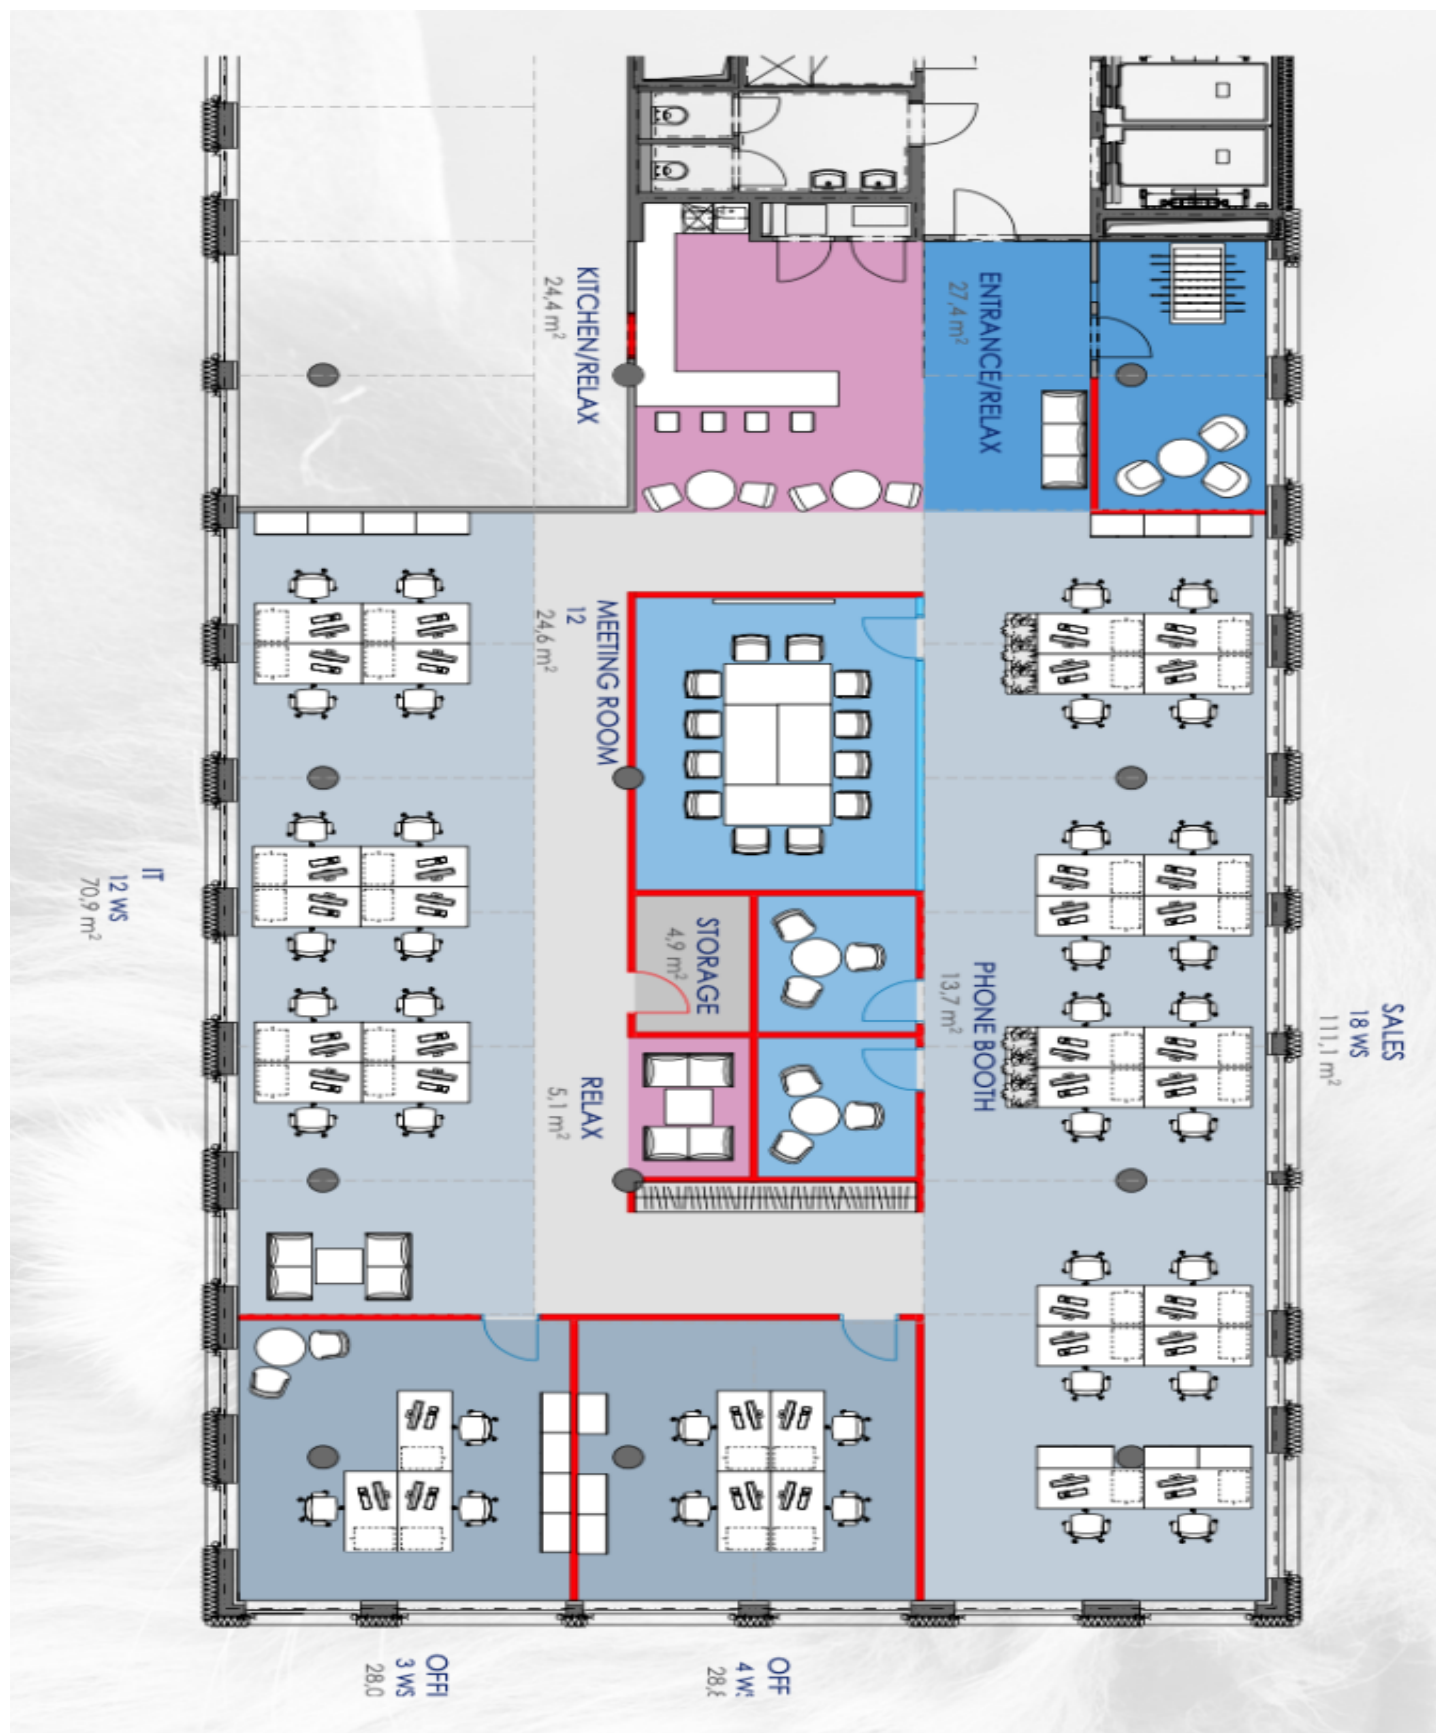 KITCHEN/RELAX
24,4 m²
ENTRANCE/RELAX
27,4 m²
MEETING ROOM
12
24,6 m²
STORAGE
4,9 m²
PHONE BOOTH
13,7 m²
RELAX
5,1 m²
IT
12 WS
70,9 m²
SALES
18 WS
111,1 m²
OFFI
3 WS
28,0
OFF
4 W
28,